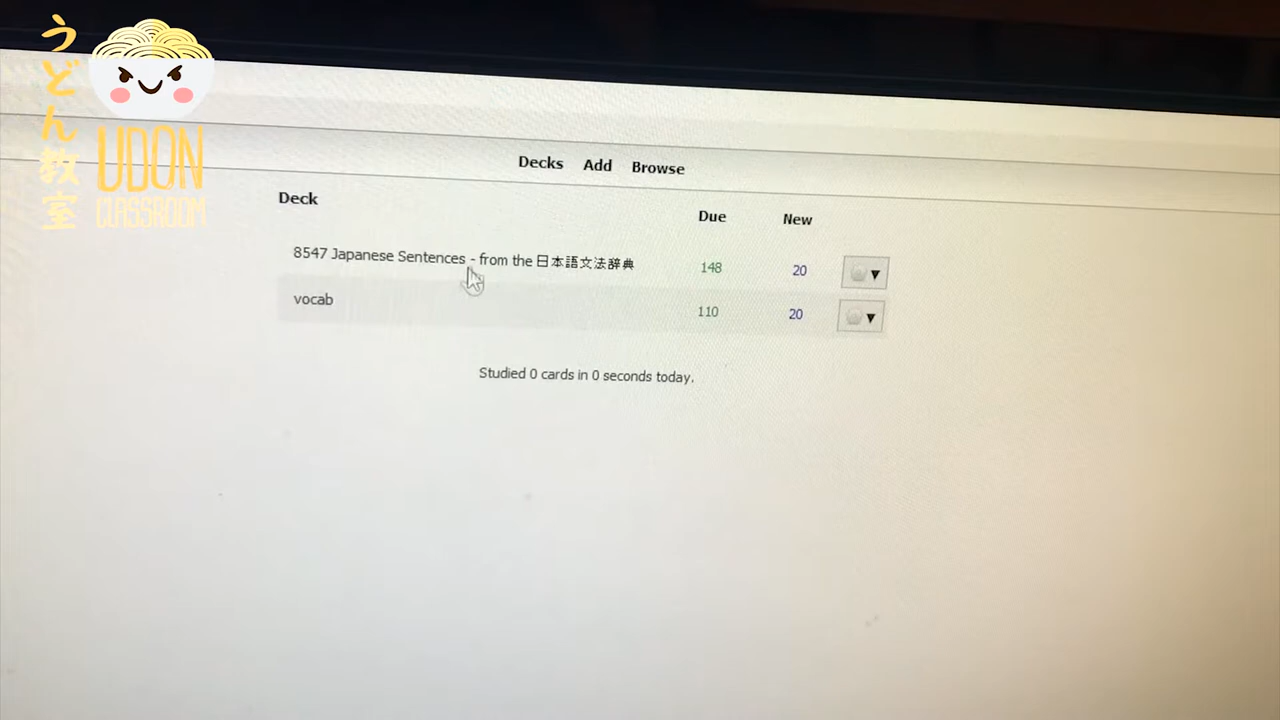 うどん教室
UDON
CLASSROOM
Decks Add Browse
Deck Due New
8547 Japanese Sentences - from the 日本語文法辞典 148 20
vocab 110 20
Studied 0 cards in 0 seconds today.